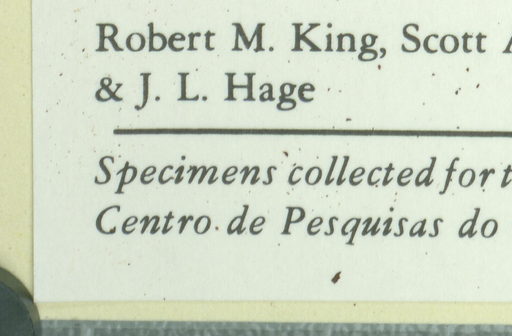 Robert M. King, Scott
& J. L. Hage
Specimens collected for
Centro de Pesquisas do